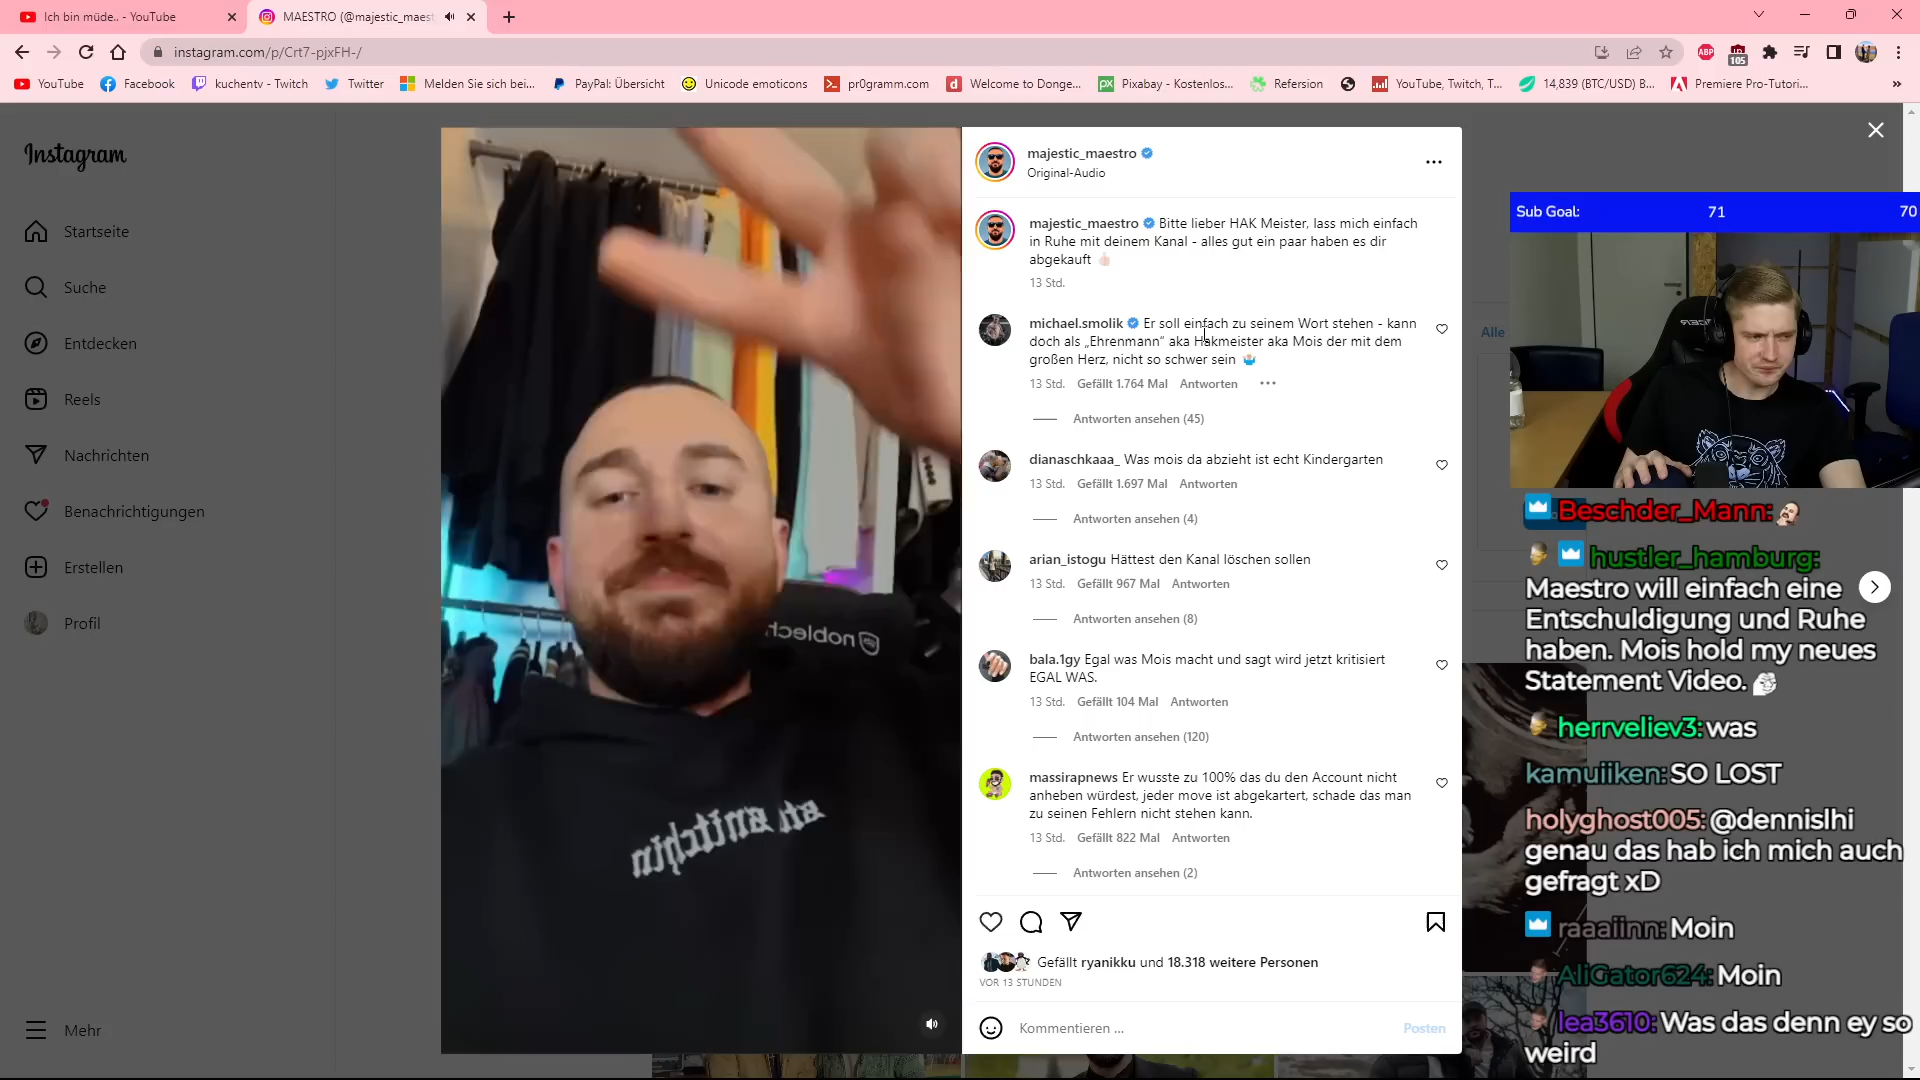 Ich bin müde.. - YouTube
MAESTRO (@majestic_maest
instagram.com/p/Crt7-pjxFH-/
105
YouTube
Facebook
kuchentv - Twitch
Twitter
Melden Sie sich bei...
PayPal: Übersicht
Unicode emoticons
pr0gramm.com
Welcome to Donge...
Pixabay - Kostenlos...
Refersion
YouTube, Twitch, T...
14,839 (BTC/USD) B...
Premiere Pro-Tutori...
»
Instagram
Startseite
Suche
Entdecken
Reels
Nachrichten
Benachrichtigungen
Erstellen
Profil
Mehr
noblech
majestic_maestro
Original-Audio
majestic_maestro Bitte lieber HAK Meister, lass mich einfach
in Ruhe mit deinem Kanal - alles gut ein paar haben es dir
abgekauft 👍🏻
13 Std.
michael.smolik Er soll einfach zu seinem Wort stehen - kann
doch als „Ehrenmann“ aka Hakmeister aka Mois der mit dem
großen Herz, nicht so schwer sein 🤷
13 Std. Gefällt 1.764 Mal Antworten
Antworten ansehen (45)
dianaschkaaa_ Was mois da abzieht ist echt Kindergarten
13 Std. Gefällt 1.697 Mal Antworten
Antworten ansehen (4)
arian_istogu Hättest den Kanal löschen sollen
13 Std. Gefällt 967 Mal Antworten
Antworten ansehen (8)
bala.1gy Egal was Mois macht und sagt wird jetzt kritisiert
EGAL WAS.
13 Std. Gefällt 104 Mal Antworten
Antworten ansehen (120)
massirapnews Er wusste zu 100% das du den Account nicht
anheben würdest, jeder move ist abgekartert, schade das man
zu seinen Fehlern nicht stehen kann.
13 Std. Gefällt 822 Mal Antworten
Antworten ansehen (2)
Gefällt ryanikku und 18.318 weitere Personen
VOR 13 STUNDEN
Kommentieren ...
Posten
Alle
Sub Goal: 71 70
Beschder_Mann:
hustler_hamburg:
Maestro will einfach eine
Entschuldigung und Ruhe
haben. Mois hold my neues
Statement Video.
herrveliev3: was
kamuiiken: SO LOST
holyghost005: @dennislhi
genau das hab ich mich auch
gefragt xD
raaaiinn: Moin
AliGator624: Moin
lea3610: Was das denn ey so
weird